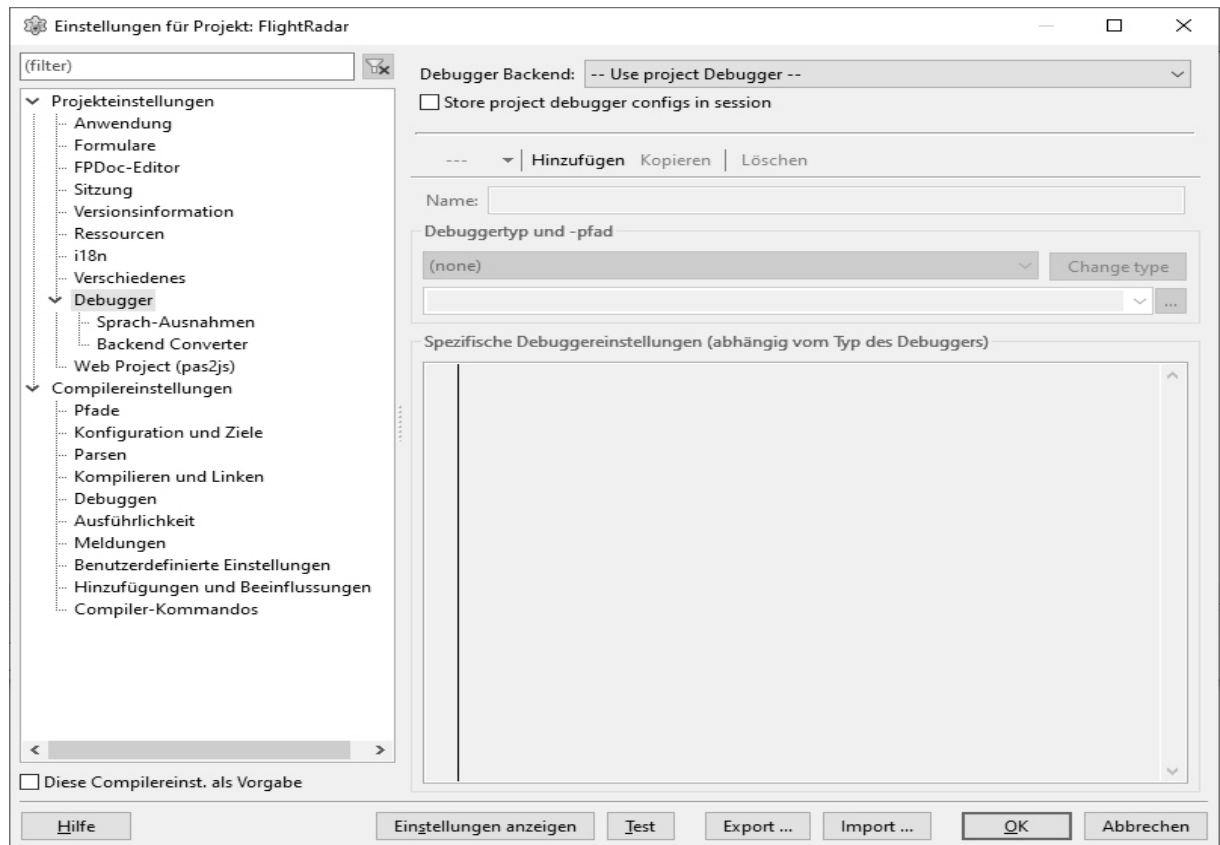 Einstellungen für Projekt: FlightRadar
(filter)
Projekteinstellungen
Anwendung
Formulare
FPDoc-Editor
Sitzung
Versionsinformation
Ressourcen
i18n
Verschiedenes
Debugger
Sprach-Ausnahmen
Backend Converter
Web Project (pas2js)
Compilereinstellungen
Pfade
Konfiguration und Ziele
Parsen
Kompilieren und Linken
Debuggen
Ausführlichkeit
Meldungen
Benutzerdefinierte Einstellungen
Hinzufügungen und Beeinflussungen
Compiler-Kommandos
Diese Compilereinst. als Vorgabe
Debugger Backend: -- Use project Debugger --
Store project debugger configs in session
--- Hinzufügen Kopieren Löschen
Name:
Debuggertyp und -pfad
(none) Change type
...
Spezifische Debuggereinstellungen (abhängig vom Typ des Debuggers)
Hilfe Einstellungen anzeigen Test Export ... Import ... OK Abbrechen